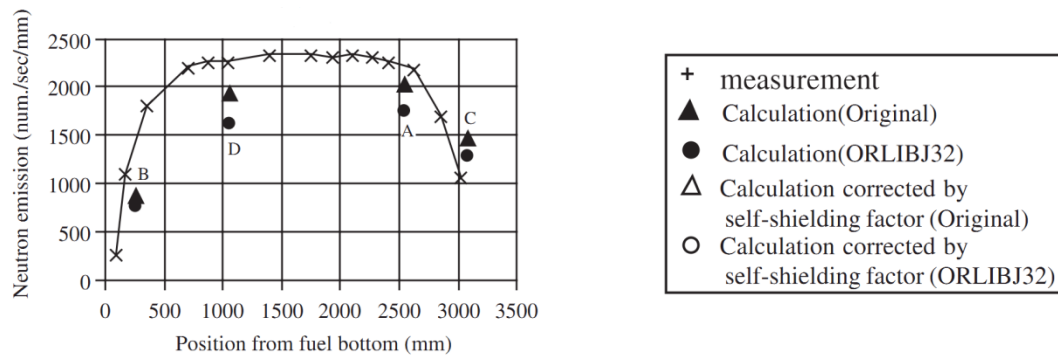 2500
2000
1500
1000
500
0
0 500 1000 1500 2000 2500 3000 3500
Neutron emission (num./sec/mm)
Position from fuel bottom (mm)
B
D
A
C
+ measurement
▲ Calculation(Original)
● Calculation(ORLIBJ32)
△ Calculation corrected by
self-shielding factor (Original)
○ Calculation corrected by
self-shielding factor (ORLIBJ32)